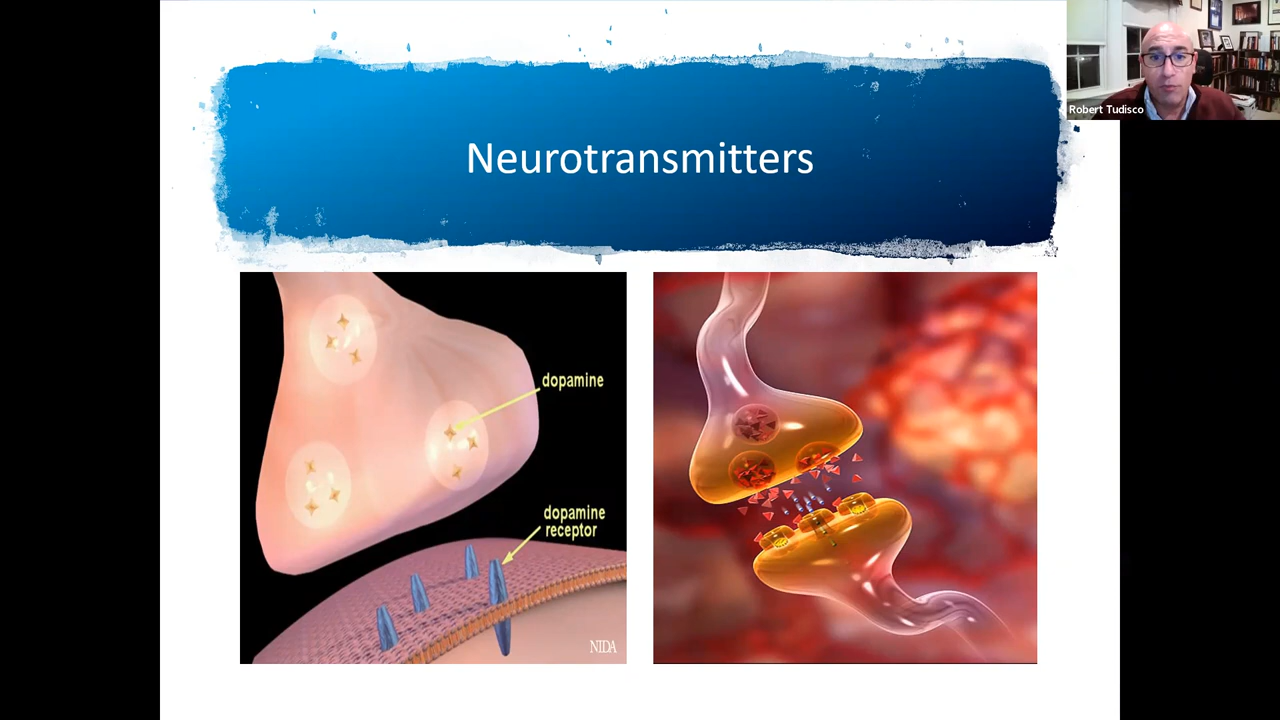 Robert Tudisco
Neurotransmitters
dopamine
dopamine
receptor
NIDA